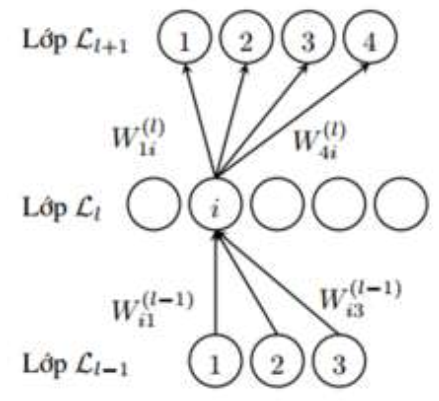 Lớp 𝓛_{l+1} 1 2 3 4
W_{1i}^{(l)} W_{4i}^{(l)}
Lớp 𝓛_l i
W_{i1}^{(l−1)} W_{i3}^{(l−1)}
Lớp 𝓛_{l−1} 1 2 3